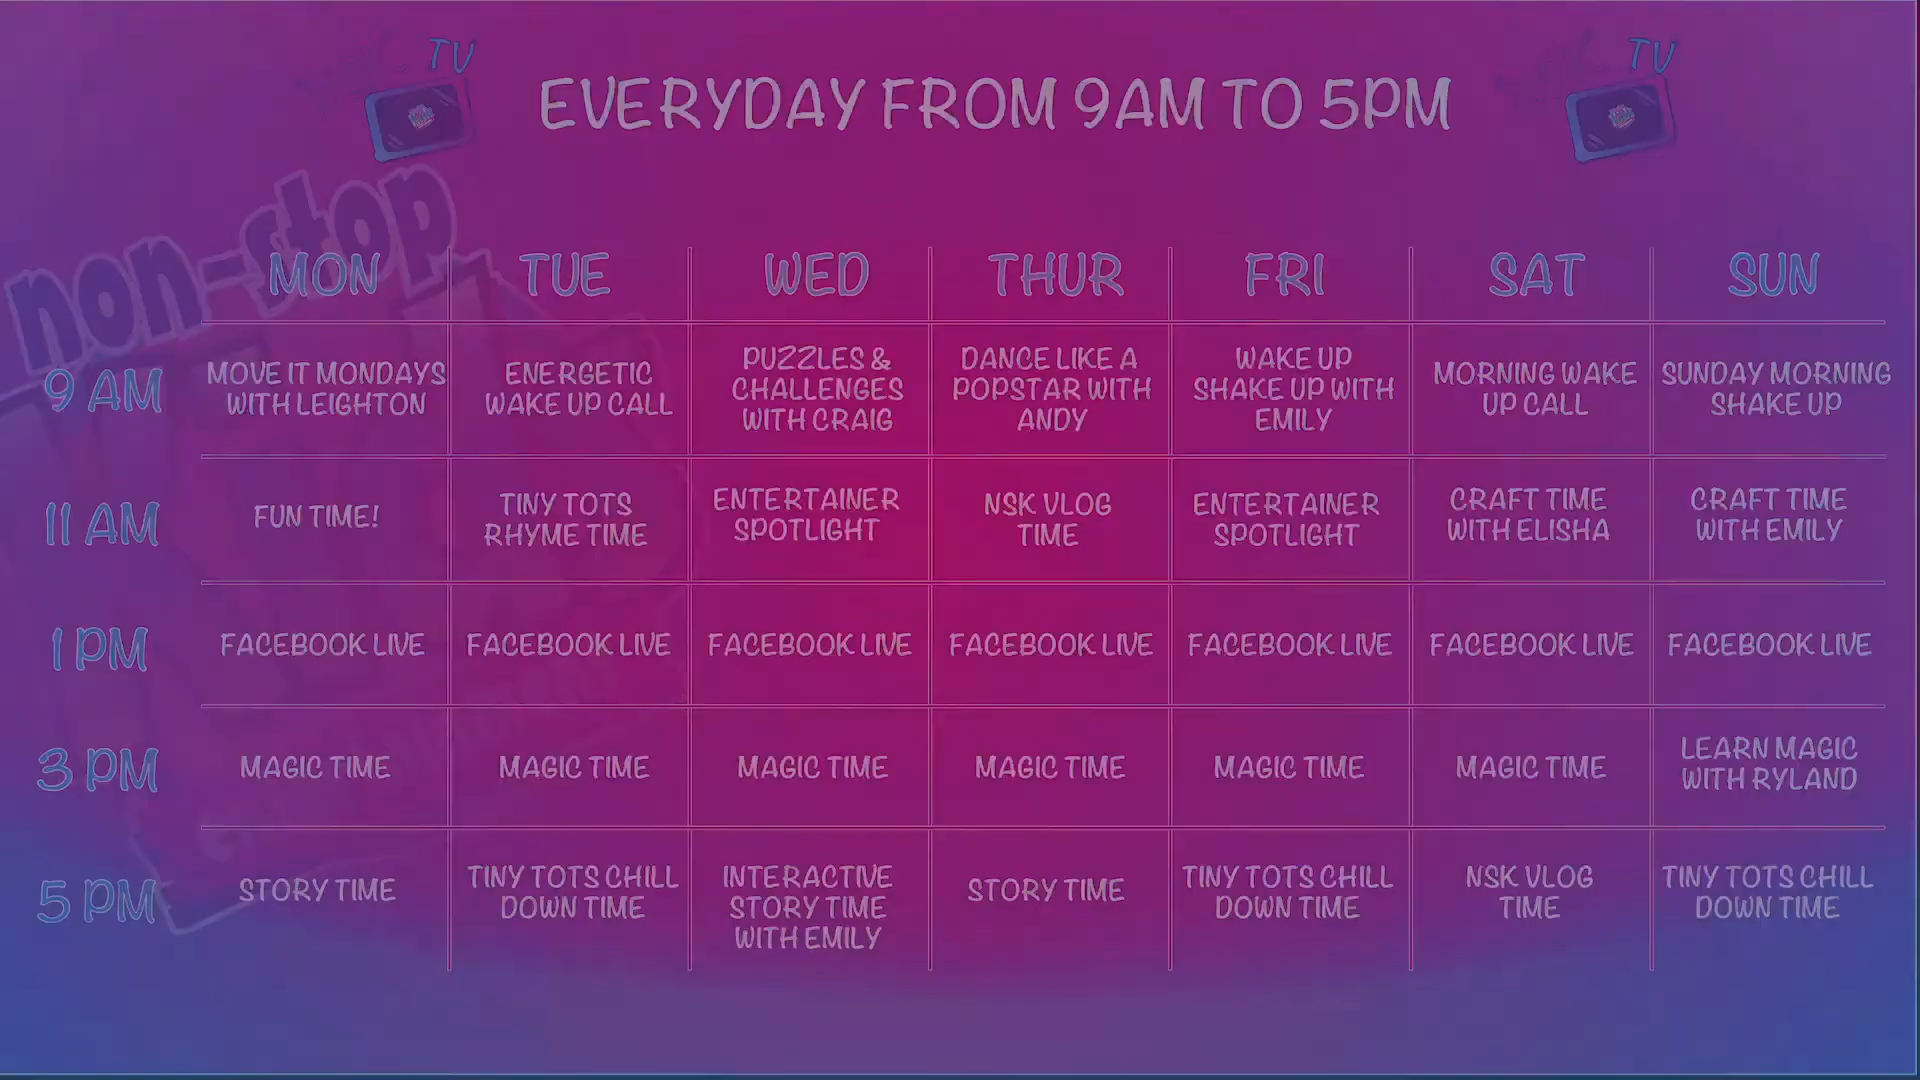 TV
TV
EVERYDAY FROM 9AM TO 5PM
non-stop
MON TUE WED THUR FRI SAT SUN
9 AM
MOVE IT MONDAYS
WITH LEIGHTON
ENERGETIC
WAKE UP CALL
PUZZLES &
CHALLENGES
WITH CRAIG
DANCE LIKE A
POPSTAR WITH
ANDY
WAKE UP
SHAKE UP WITH
EMILY
MORNING WAKE
UP CALL
SUNDAY MORNING
SHAKE UP
11 AM
FUN TIME!
TINY TOTS
RHYME TIME
ENTERTAINER
SPOTLIGHT
NSK VLOG
TIME
ENTERTAINER
SPOTLIGHT
CRAFT TIME
WITH ELISHA
CRAFT TIME
WITH EMILY
1 PM
FACEBOOK LIVE
FACEBOOK LIVE
FACEBOOK LIVE
FACEBOOK LIVE
FACEBOOK LIVE
FACEBOOK LIVE
FACEBOOK LIVE
3 PM
MAGIC TIME
MAGIC TIME
MAGIC TIME
MAGIC TIME
MAGIC TIME
MAGIC TIME
LEARN MAGIC
WITH RYLAND
5 PM
STORY TIME
TINY TOTS CHILL
DOWN TIME
INTERACTIVE
STORY TIME
WITH EMILY
STORY TIME
TINY TOTS CHILL
DOWN TIME
NSK VLOG
TIME
TINY TOTS CHILL
DOWN TIME